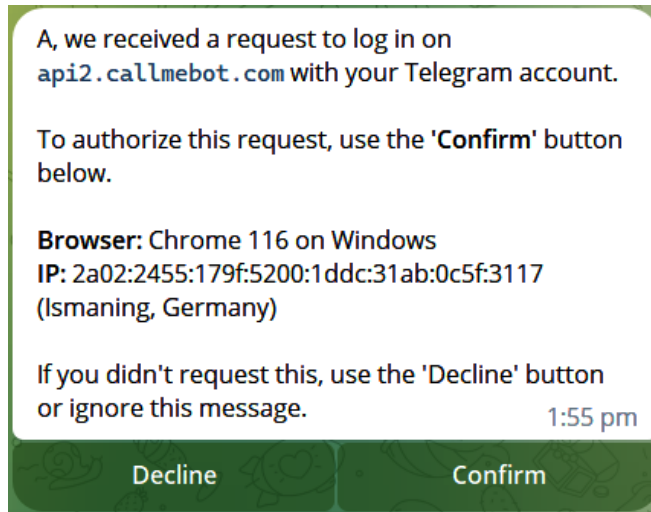 A, we received a request to log in on
api2.callmebot.com with your Telegram account.
To authorize this request, use the 'Confirm' button
below.
Browser: Chrome 116 on Windows
IP: 2a02:2455:179f:5200:1ddc:31ab:0c5f:3117
(Ismaning, Germany)
If you didn't request this, use the 'Decline' button
or ignore this message.
1:55 pm
Decline
Confirm